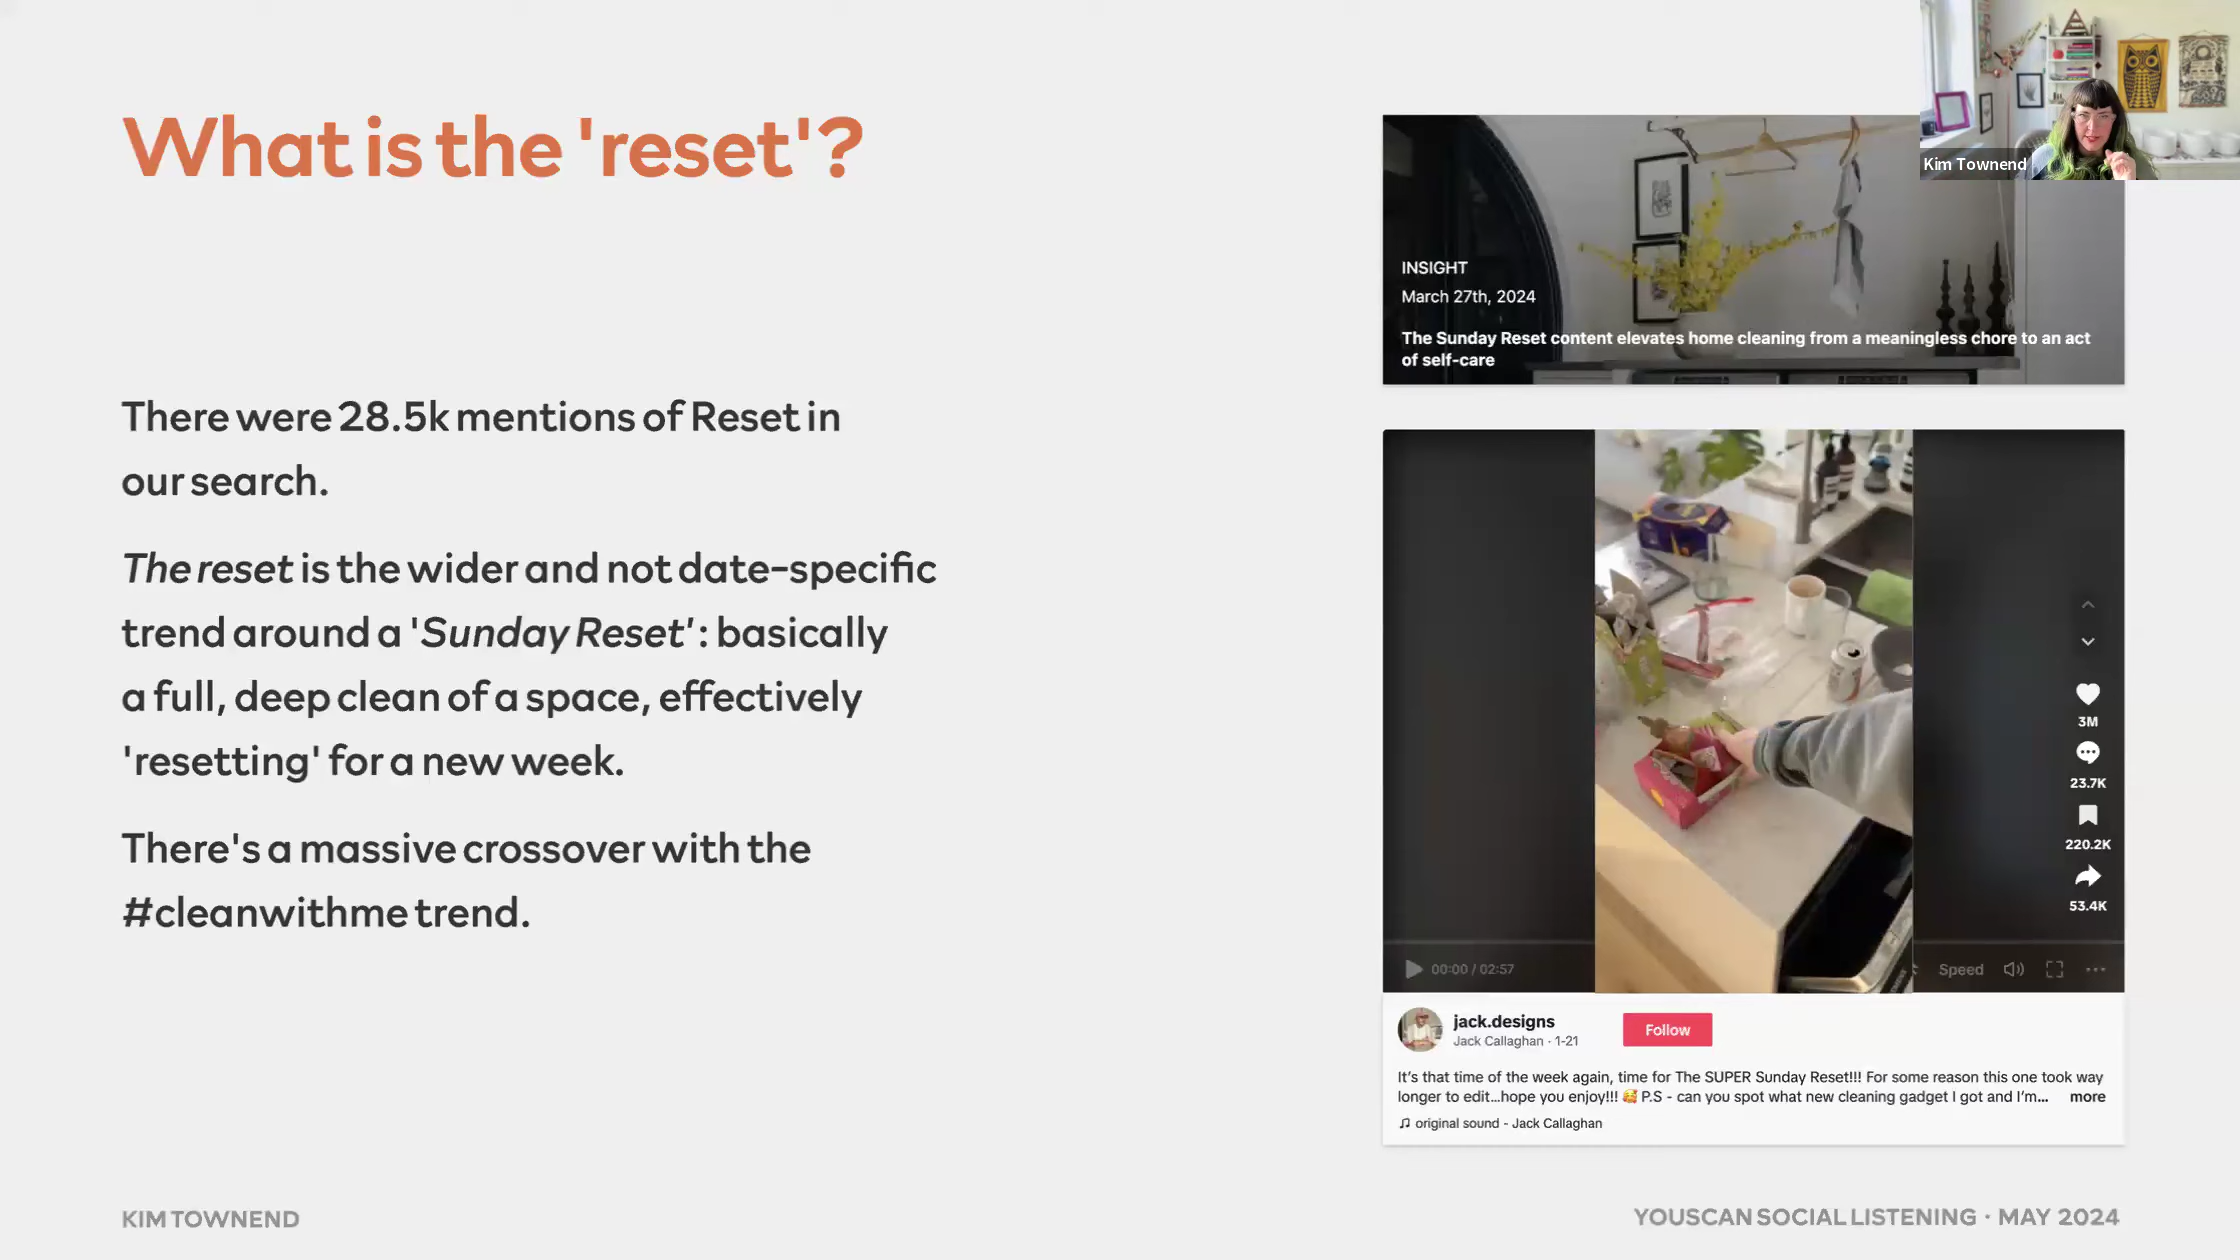 What is the 'reset'?
Kim Townend
There were 28.5k mentions of Reset in
our search.
The reset is the wider and not date-specific
trend around a 'Sunday Reset': basically
a full, deep clean of a space, effectively
'resetting' for a new week.
There's a massive crossover with the
#cleanwithme trend.
INSIGHT
March 27th, 2024
The Sunday Reset content elevates home cleaning from a meaningless chore to an act
of self-care
3M
23.7K
220.2K
53.4K
00:00 / 02:57
Speed
jack.designs
Jack Callaghan · 1-21
Follow
It's that time of the week again, time for The SUPER Sunday Reset!!! For some reason this one took way
longer to edit...hope you enjoy!!! 🥰 P.S - can you spot what new cleaning gadget I got and I'm... more
♫ original sound - Jack Callaghan
KIM TOWNEND
YOUSCAN SOCIAL LISTENING · MAY 2024